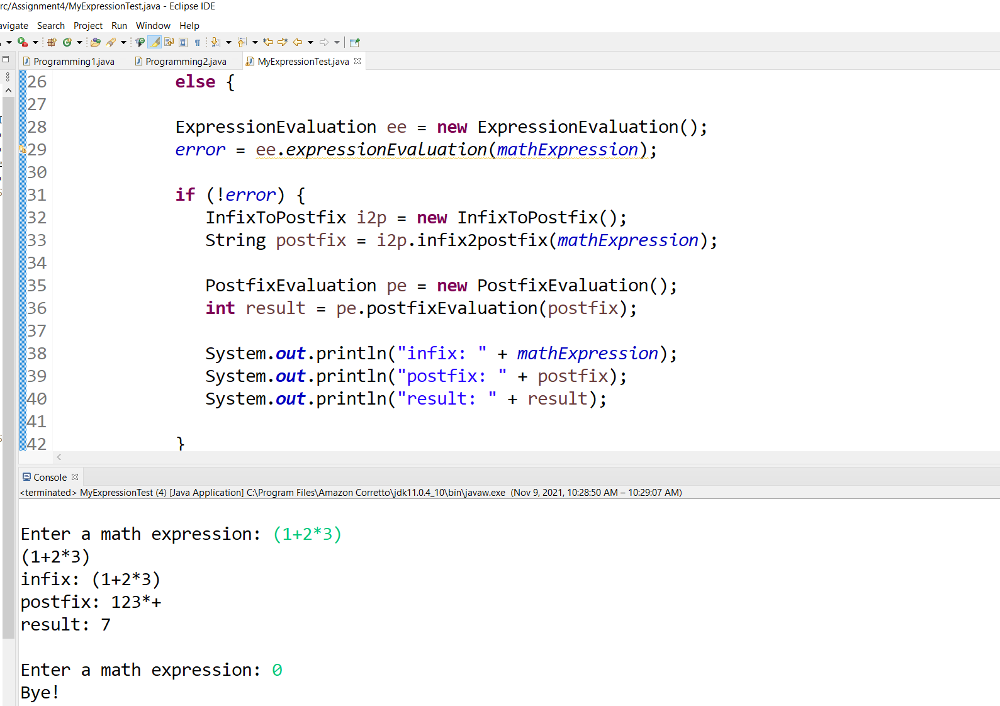 rc/Assignment4/MyExpressionTest.java - Eclipse IDE
avigate Search Project Run Window Help
Programming1.java Programming2.java MyExpressionTest.java
26 else {
27
28 ExpressionEvaluation ee = new ExpressionEvaluation();
29 error = ee.expressionEvaluation(mathExpression);
30
31 if (!error) {
32 InfixToPostfix i2p = new InfixToPostfix();
33 String postfix = i2p.infix2postfix(mathExpression);
34
35 PostfixEvaluation pe = new PostfixEvaluation();
36 int result = pe.postfixEvaluation(postfix);
37
38 System.out.println("infix: " + mathExpression);
39 System.out.println("postfix: " + postfix);
40 System.out.println("result: " + result);
41
42 }
Console
<terminated> MyExpressionTest (4) [Java Application] C:\Program Files\Amazon Corretto\jdk11.0.4_10\bin\javaw.exe (Nov 9, 2021, 10:28:50 AM – 10:29:07 AM)
Enter a math expression: (1+2*3)
(1+2*3)
infix: (1+2*3)
postfix: 123*+
result: 7
Enter a math expression: 0
Bye!